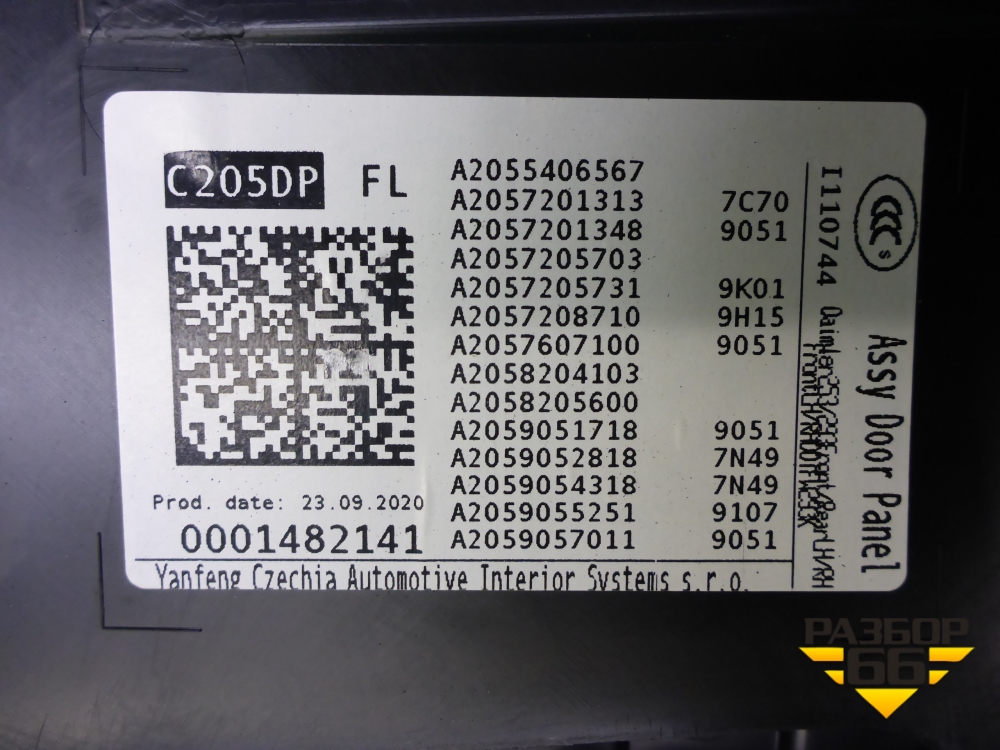 C205DP FL
A2055406567
A2057201313 7C70
A2057201348 9051
A2057205703
A2057205731 9K01
A2057208710 9H15
A2057607100 9051
A2058204103
A2058205600
A2059051718 9051
A2059052818 7N49
A2059054318 7N49
A2059055251 9107
A2059057011 9051
Prod. date: 23.09.2020
0001482141
Yanfeng Czechia Automotive Interior Systems s.r.o.
I110744
CCC S
Assy Door Panel
РАЗБОР
66